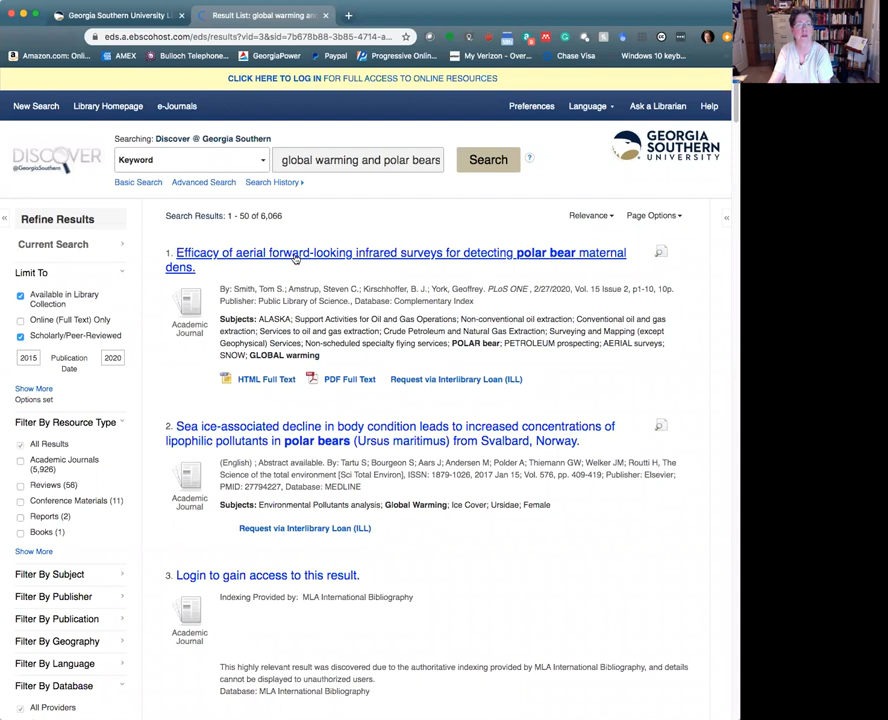 Georgia Southern University Li
Result List: global warming an
eds.a.ebscohost.com/eds/results?vid=3&sid=7b8788b88-3b85-4714-a...
Amazon.com: Onli...
AMEX
Bulloch Telephone...
GeorgiaPower
Paypal
Progressive Online...
My Verizon - Over...
Chase Visa
Windows 10 keyb...
CLICK HERE TO LOG IN FOR FULL ACCESS TO ONLINE RESOURCES
New Search
Library Homepage
e-Journals
Preferences
Language
Ask a Librarian
Help
DISCOVER
@GeorgiaSouthern
Searching: Discover @ Georgia Southern
Keyword
global warming and polar bears
Search
?
Basic Search
Advanced Search
Search History
GEORGIA
SOUTHERN
UNIVERSITY
Refine Results
Current Search
Limit To
Available in Library
Collection
Online (Full Text) Only
Scholarly/Peer-Reviewed
2015
Publication
Date
2020
Show More
Options set
Filter By Resource Type
All Results
Academic Journals
(5,926)
Reviews (56)
Conference Materials (11)
Reports (2)
Books (1)
Show More
Filter By Subject
Filter By Publisher
Filter By Publication
Filter By Geography
Filter By Language
Filter By Database
All Providers
Search Results: 1 - 50 of 6,066
Relevance
Page Options
1. Efficacy of aerial forward-looking infrared surveys for detecting polar bear maternal
dens.
By: Smith, Tom S.; Amstrup, Steven C.; Kirschhoffer, B. J.; York, Geoffrey. PLoS ONE , 2/27/2020, Vol. 15 Issue 2, p1-10, 10p.
Publisher: Public Library of Science., Database: Complementary Index
Academic
Journal
Subjects: ALASKA; Support Activities for Oil and Gas Operations; Non-conventional oil extraction; Conventional oil and gas
extraction; Services to oil and gas extraction; Crude Petroleum and Natural Gas Extraction; Surveying and Mapping (except
Geophysical) Services; Non-scheduled specialty flying services; POLAR bear; PETROLEUM prospecting; AERIAL surveys;
SNOW; GLOBAL warming
HTML Full Text
PDF Full Text
Request via Interlibrary Loan (ILL)
2. Sea ice-associated decline in body condition leads to increased concentrations of
lipophilic pollutants in polar bears (Ursus maritimus) from Svalbard, Norway.
(English) ; Abstract available. By: Tartu S; Bourgeon S; Aars J; Andersen M; Polder A; Thiemann GW; Welker JM; Routti H, The
Science of the total environment [Sci Total Environ], ISSN: 1879-1026, 2017 Jan 15; Vol. 576, pp. 409-419; Publisher: Elsevier;
PMID: 27794227, Database: MEDLINE
Academic
Journal
Subjects: Environmental Pollutants analysis; Global Warming; Ice Cover; Ursidae; Female
Request via Interlibrary Loan (ILL)
3. Login to gain access to this result.
Indexing Provided by: MLA International Bibliography
Academic
Journal
This highly relevant result was discovered due to the authoritative indexing provided by MLA International Bibliography, and details
cannot be displayed to unauthorized users.
Database: MLA International Bibliography